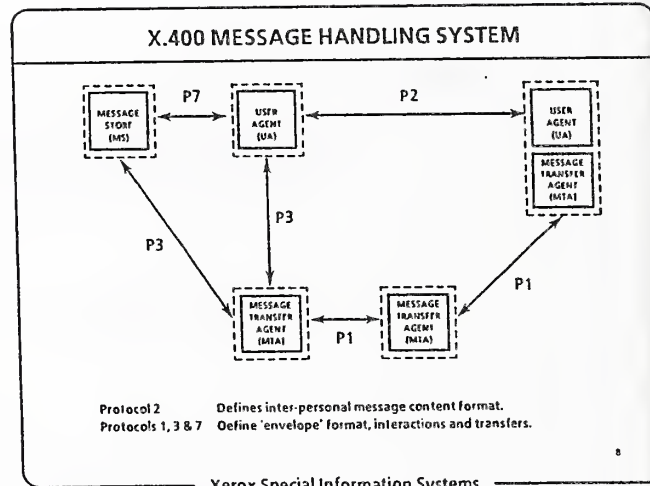 X.400 MESSAGE HANDLING SYSTEM
P7
P2
MESSAGE
STORE
(MS)
USER
AGENT
(UA)
USER
AGENT
(UA)
MESSAGE
TRANSFER
AGENT
(MTA)
P3
P3
P1
MESSAGE
TRANSFER
AGENT
(MTA)
P1
MESSAGE
TRANSFER
AGENT
(MTA)
Protocol 2 Defines inter-personal message content format.
Protocols 1, 3 & 7 Define 'envelope' format, interactions and transfers.
8
Xerox Special Information Systems